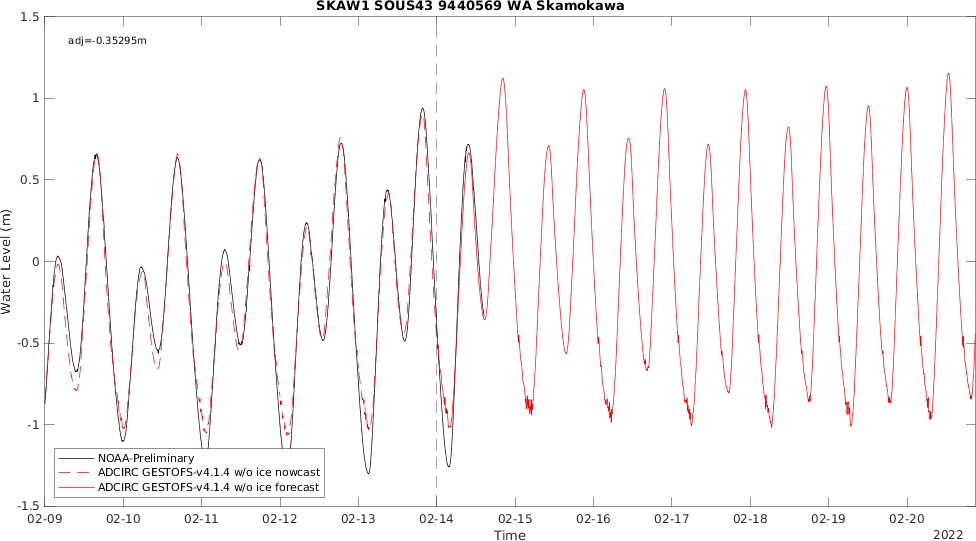 SKAW1 SOUS43 9440569 WA Skamokawa
adj=-0.35295m
Water Level (m)
1.5
1
0.5
0
-0.5
-1
-1.5
NOAA-Preliminary
ADCIRC GESTOFS-v4.1.4 w/o ice nowcast
ADCIRC GESTOFS-v4.1.4 w/o ice forecast
02-09 02-10 02-11 02-12 02-13 02-14 02-15 02-16 02-17 02-18 02-19 02-20
Time
2022